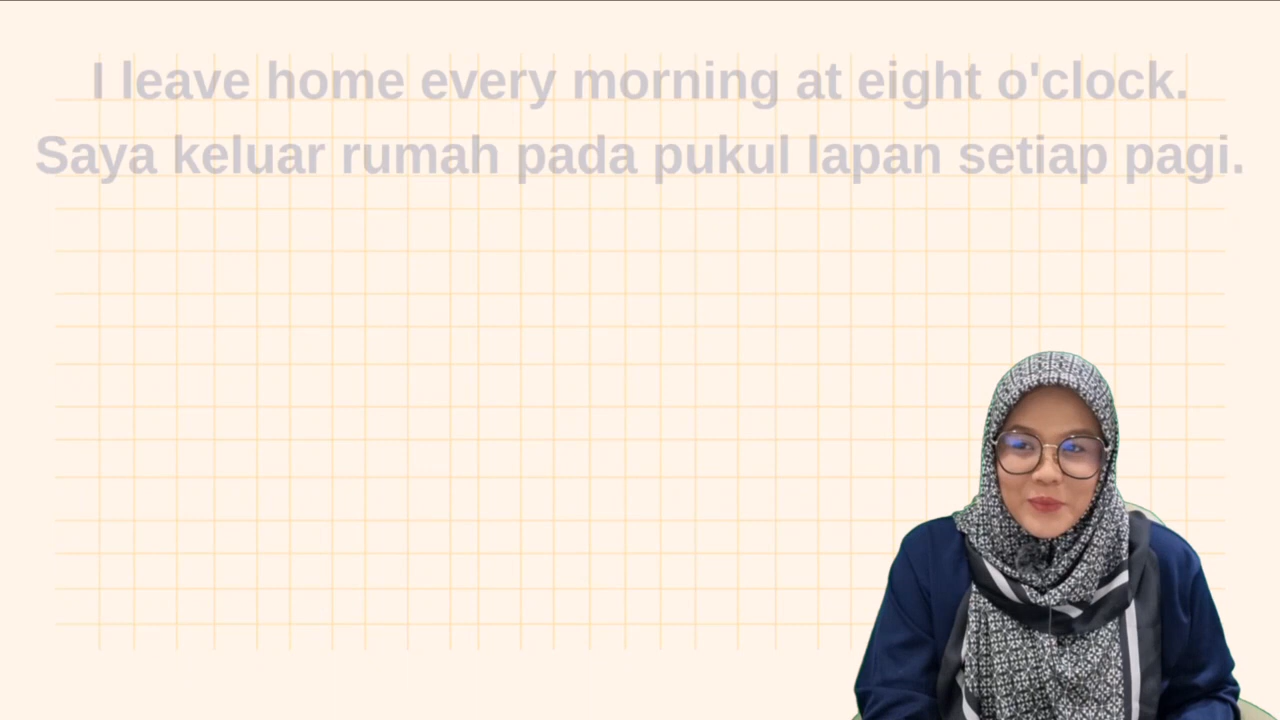 I leave home every morning at eight o'clock.
Saya keluar rumah pada pukul lapan setiap pagi.